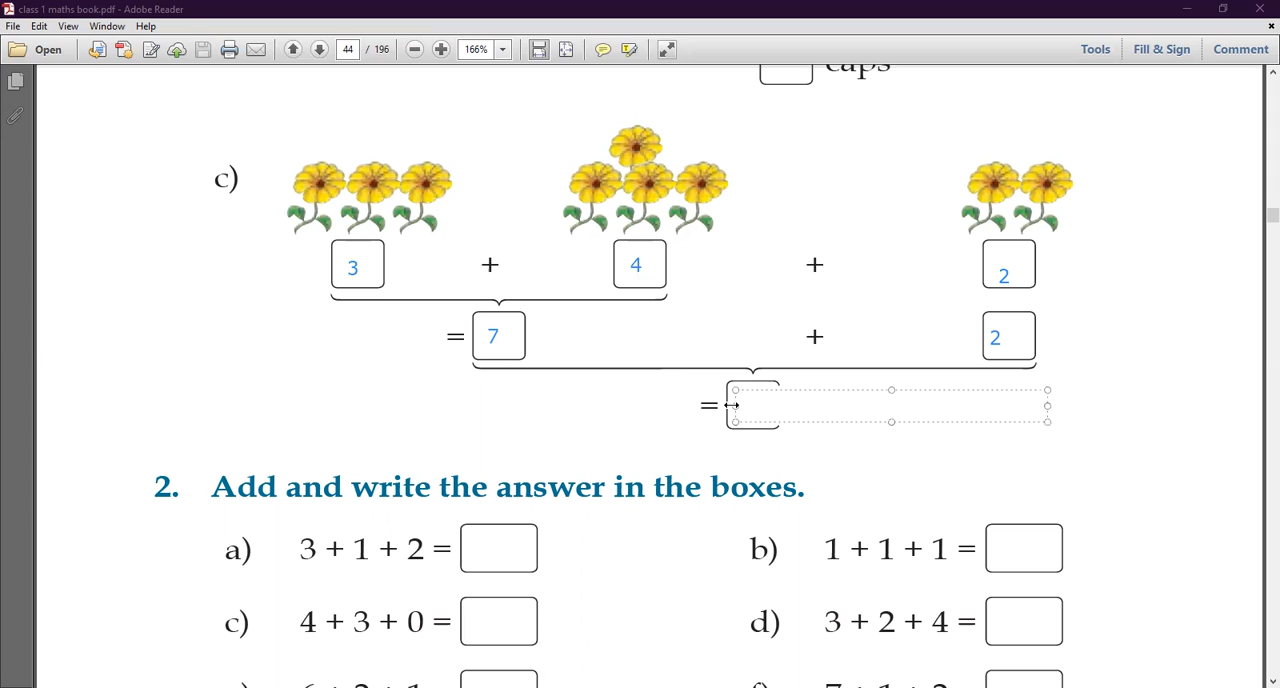 class 1 maths book.pdf - Adobe Reader
File Edit View Window Help
Open 44 / 196 166% Tools Fill & Sign Comment
caps
c)
3 + 4 + 2
= 7 + 2
=
2. Add and write the answer in the boxes.
a) 3 + 1 + 2 = b) 1 + 1 + 1 =
c) 4 + 3 + 0 = d) 3 + 2 + 4 =